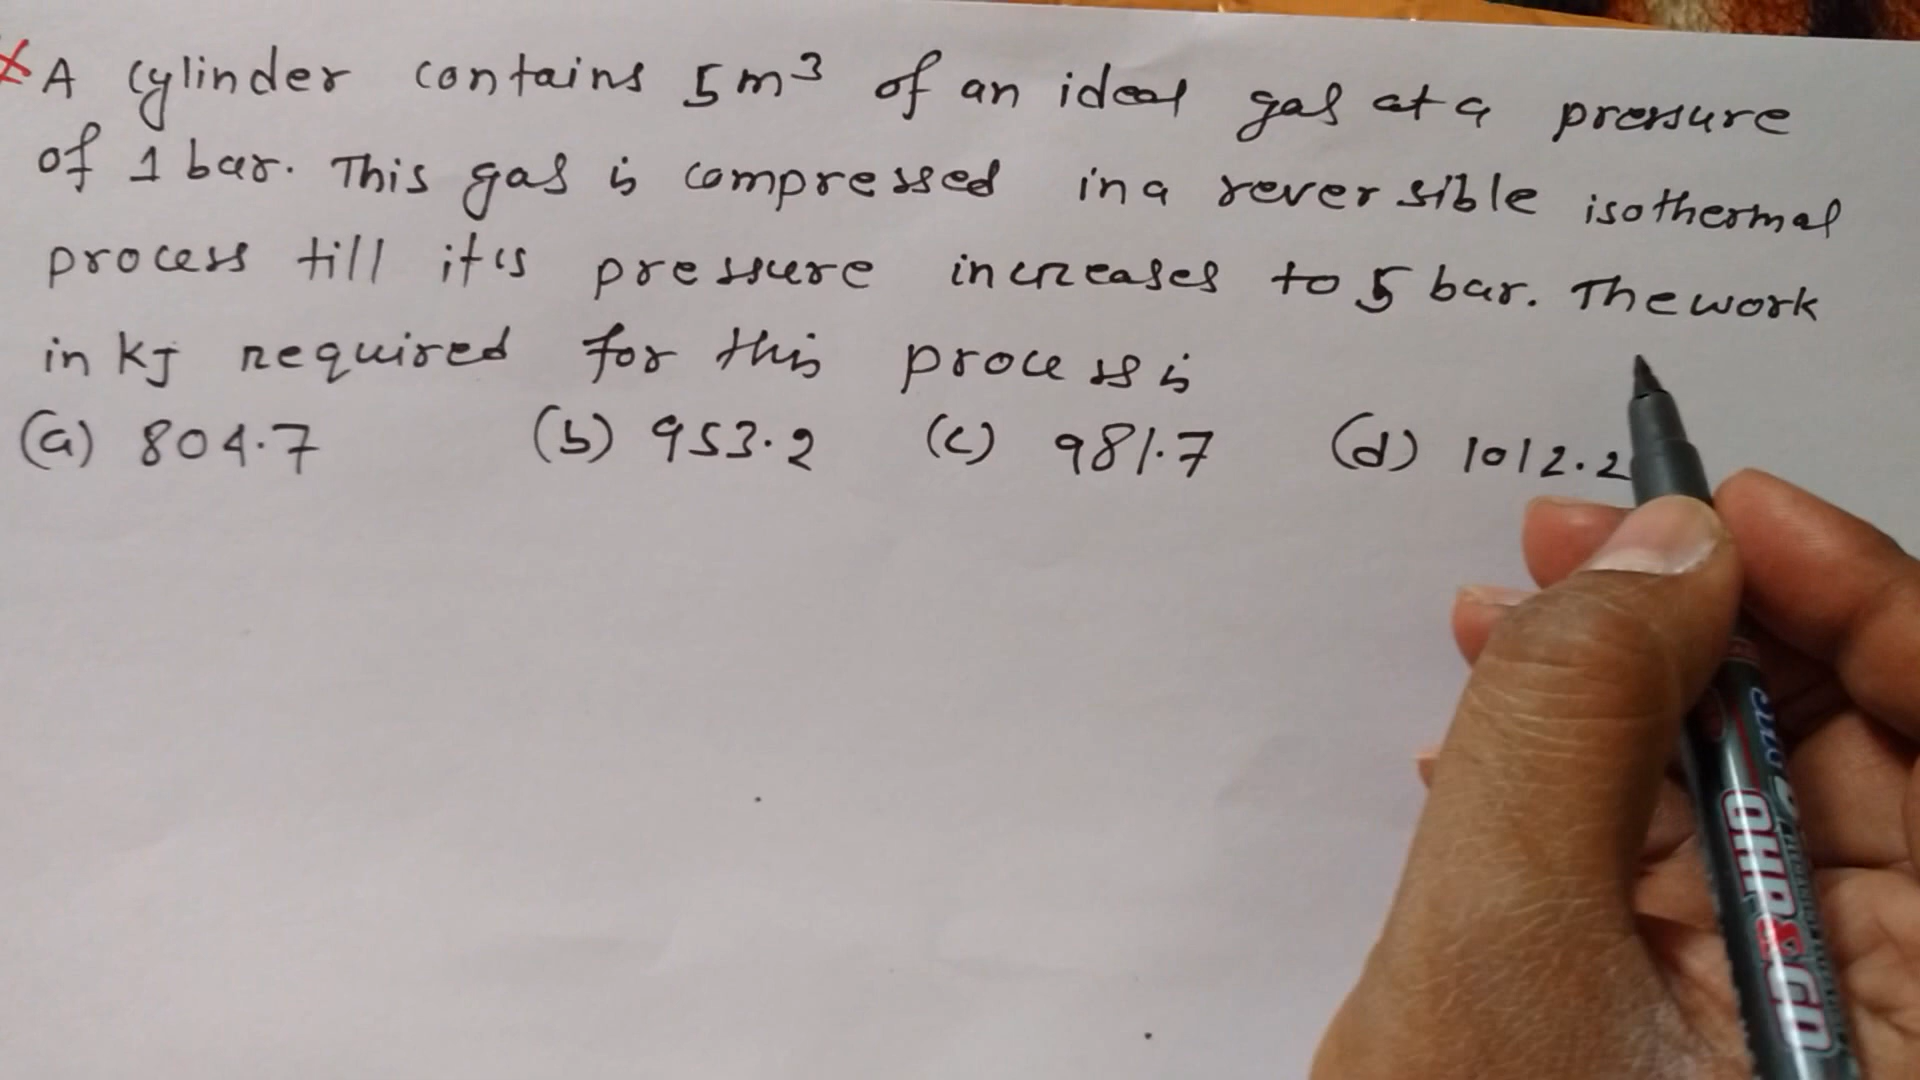 A cylinder contains 5m³ of an ideal gas at a pressure
of 1 bar. This gas is compressed in a reversible isothermal
process till it's pressure increases to 5 bar. The work
in kJ required for this process is
(a) 804.7 (b) 953.2 (c) 981.7 (d) 1012.2
OHP